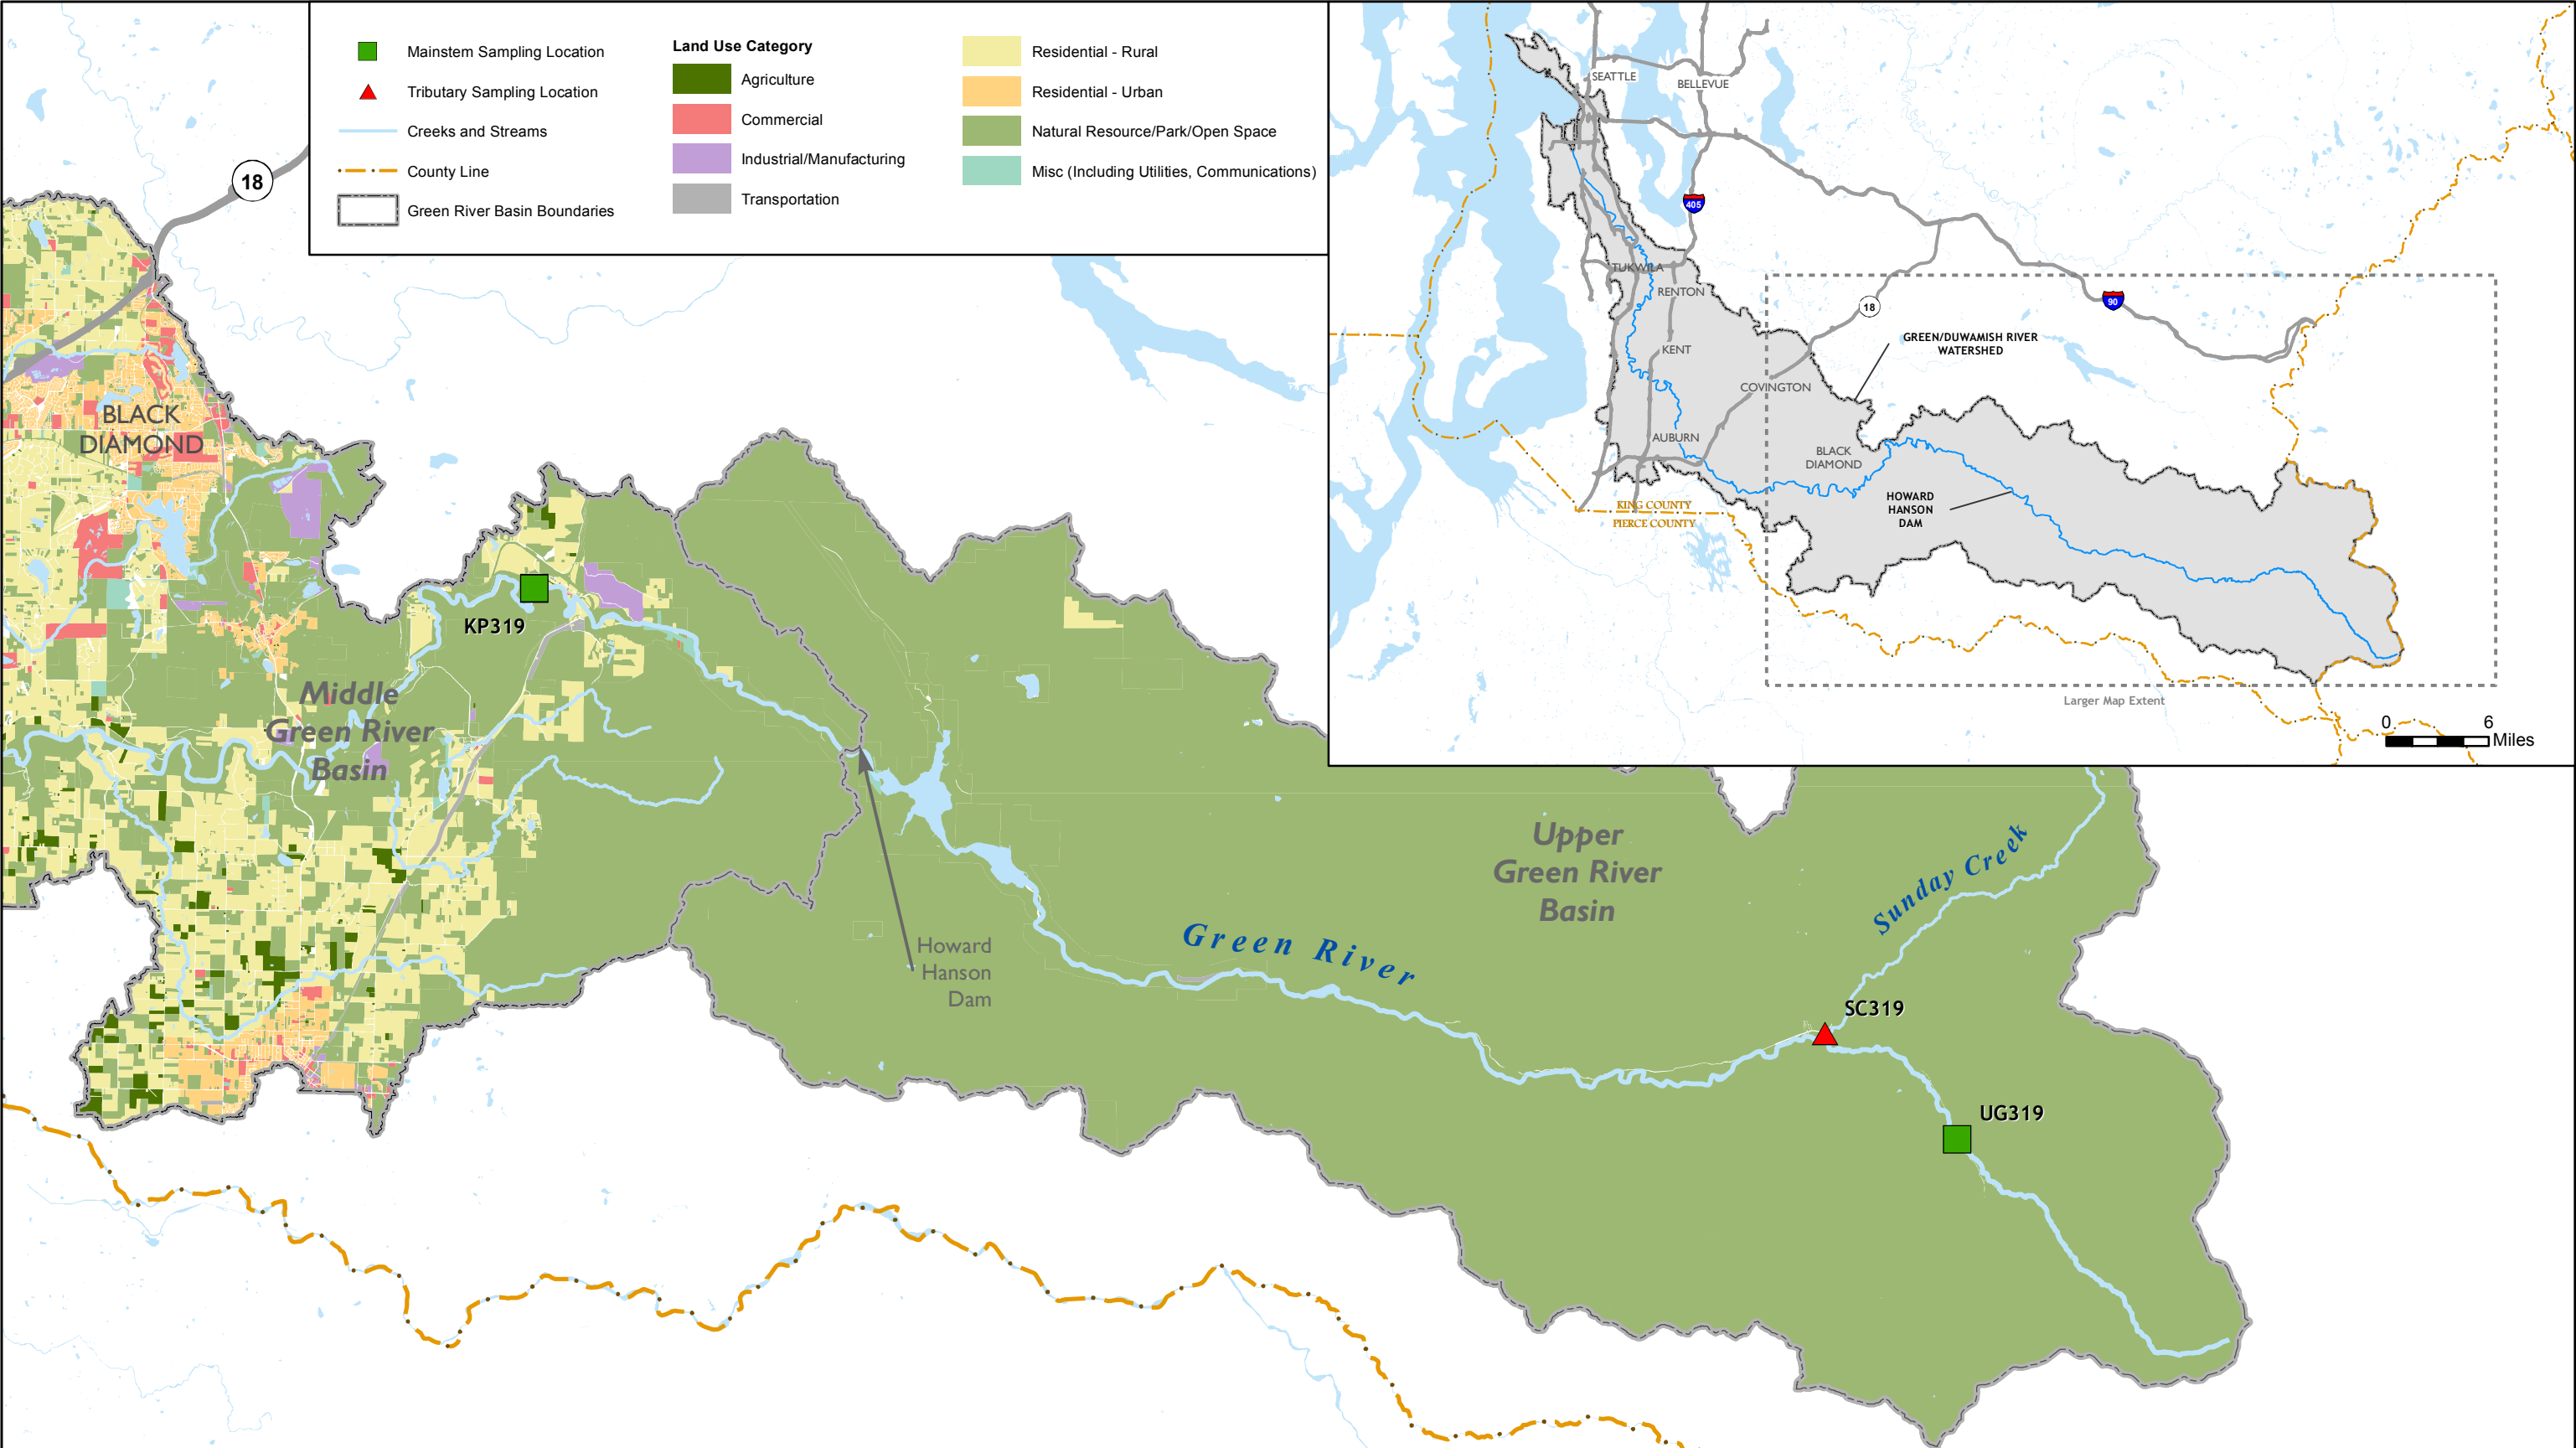 Mainstem Sampling Location
Tributary Sampling Location
Creeks and Streams
County Line
Green River Basin Boundaries
Land Use Category
Agriculture
Commercial
Industrial/Manufacturing
Transportation
Residential - Rural
Residential - Urban
Natural Resource/Park/Open Space
Misc (Including Utilities, Communications)
18
BLACK
DIAMOND
KP319
Middle
Green River
Basin
Howard
Hanson
Dam
Green River
Upper
Green River
Basin
Sunday Creek
SC319
UG319
SEATTLE
BELLEVUE
405
TUKWILA
RENTON
18
90
GREEN/DUWAMISH RIVER
WATERSHED
KENT
COVINGTON
AUBURN
BLACK
DIAMOND
HOWARD
HANSON
DAM
KING COUNTY
PIERCE COUNTY
Larger Map Extent
0 6
Miles